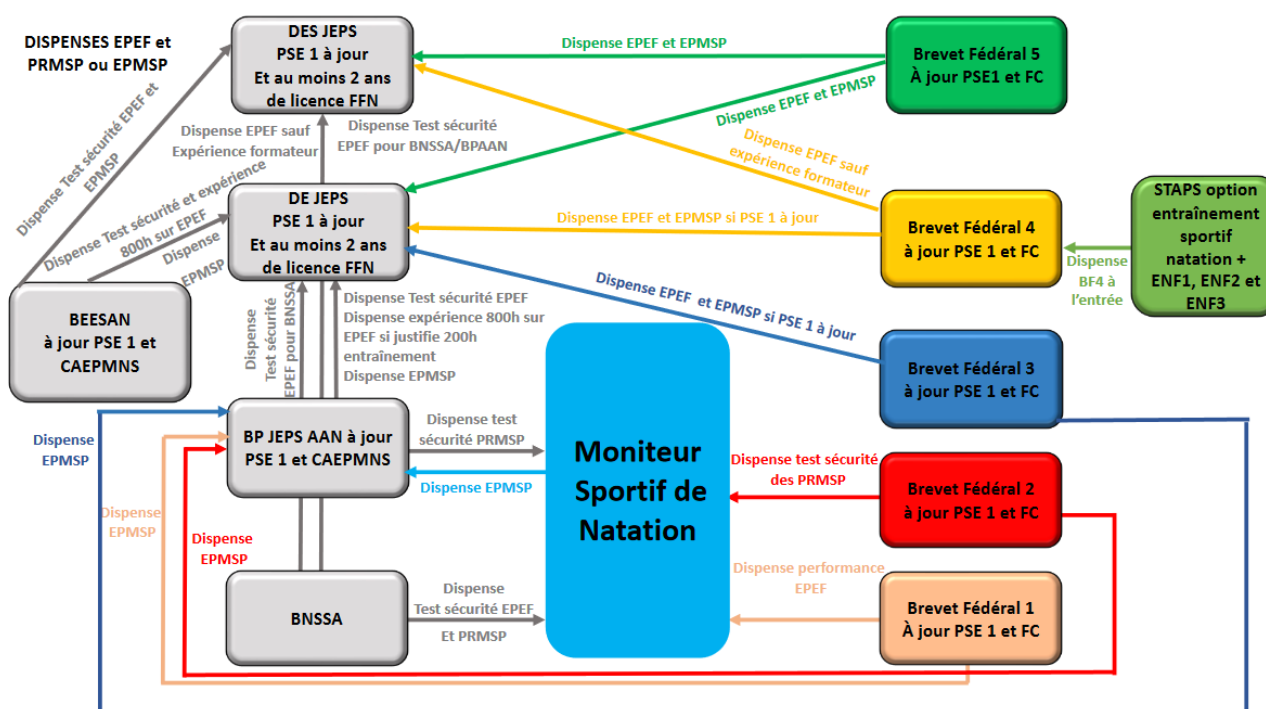 DISPENSES EPEF et
PRMSP ou EPMSP
DES JEPS
PSE 1 à jour
Et au moins 2 ans
de licence FFN
Dispense EPEF et EPMSP
Brevet Fédéral 5
À jour PSE1 et FC
Dispense Test sécurité EPEF et
EPMSP
Dispense EPEF sauf
Expérience formateur
Dispense Test sécurité
EPEF pour BNSSA/BPAAN
Dispense EPEF et EPMSP
Dispense EPEF sauf
expérience formateur
Dispense Test sécurité et expérience
800h sur EPEF
Dispense
EPMSP
DE JEPS
PSE 1 à jour
Et au moins 2 ans
de licence FFN
Dispense EPEF et EPMSP si PSE 1 à jour
Brevet Fédéral 4
à jour PSE 1 et FC
Dispense
BF4 à
l'entrée
STAPS option
entraînement
sportif
natation +
ENF1, ENF2 et
ENF3
BEESAN
à jour PSE 1 et
CAEPMNS
Dispense
Test sécurité
EPEF pour BNSSA
Dispense Test sécurité EPEF
Dispense expérience 800h sur
EPEF si justifie 200h
entraînement
Dispense EPMSP
Dispense EPEF et EPMSP si PSE 1 à jour
Brevet Fédéral 3
à jour PSE 1 et FC
Dispense
EPMSP
BP JEPS AAN à jour
PSE 1 et CAEPMNS
Dispense test
sécurité PRMSP
Dispense EPMSP
Moniteur
Sportif de
Natation
Dispense test sécurité
des PRMSP
Brevet Fédéral 2
à jour PSE 1 et FC
Dispense
EPMSP
Dispense
EPMSP
BNSSA
Dispense
Test sécurité EPEF
Et PRMSP
Dispense performance
EPEF
Brevet Fédéral 1
À jour PSE 1 et FC